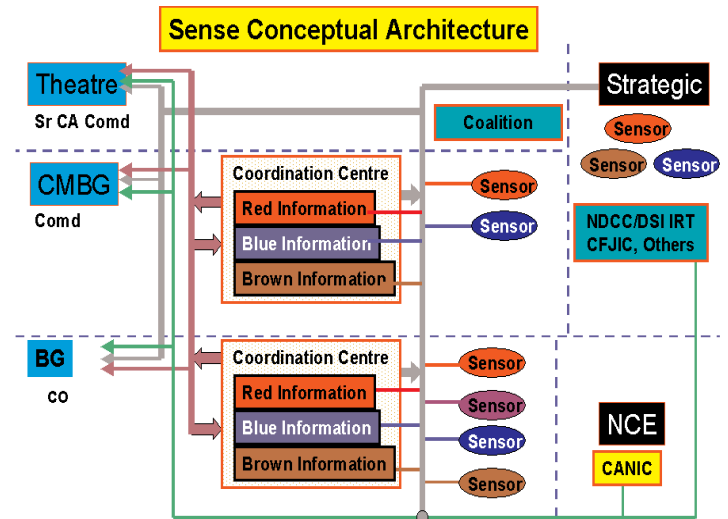 Sense Conceptual Architecture
Theatre
Sr CA Comd
Strategic
Sensor
Sensor
Sensor
Coalition
CMBG
Comd
Coordination Centre
Red Information
Blue Information
Brown Information
Sensor
Sensor
NDCC/DSI IRT
CFJIC, Others
BG
CO
Coordination Centre
Red Information
Blue Information
Brown Information
Sensor
Sensor
Sensor
Sensor
NCE
CANIC